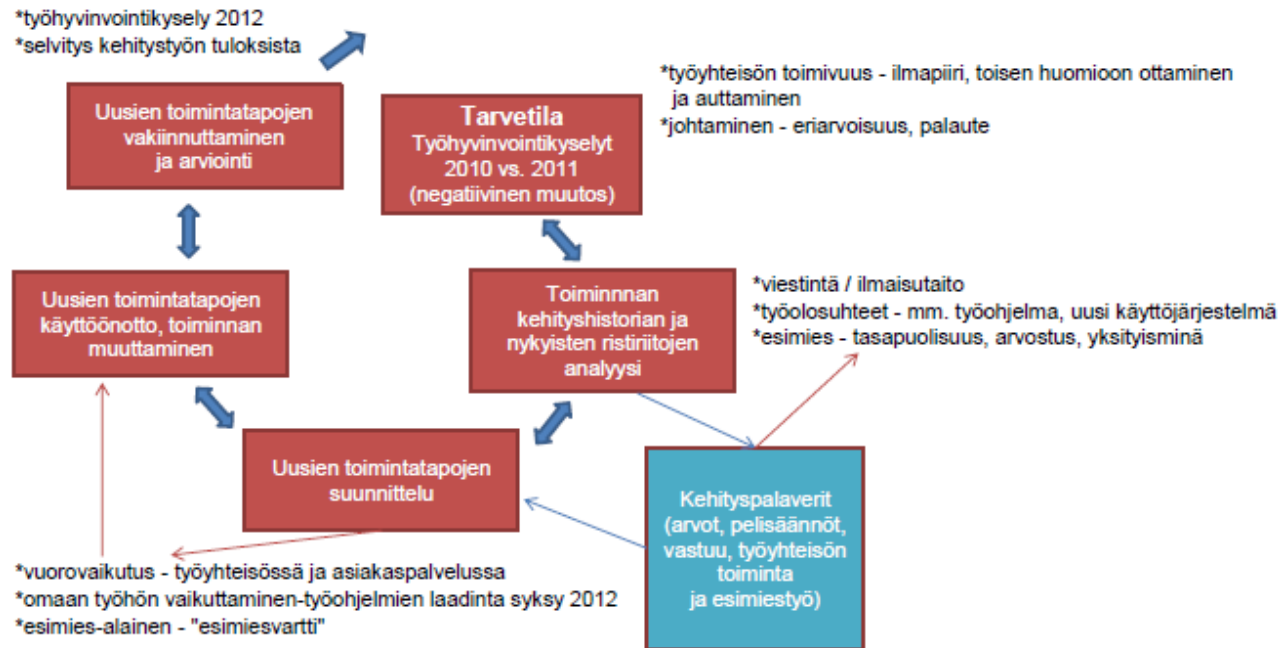 *työhyvinvointikysely 2012
*selvitys kehitystyön tuloksista
Uusien toimintatapojen
vakiinnuttaminen
ja arviointi
Tarvetila
Työhyvinvointikyselyt
2010 vs. 2011
(negatiivinen muutos)
*työyhteisön toimivuus - ilmapiiri, toisen huomioon ottaminen
ja auttaminen
*johtaminen - eriarvoisuus, palaute
Uusien toimintatapojen
käyttöönotto, toiminnan
muuttaminen
Toiminnnan
kehityshistorian ja
nykyisten ristiriitojen
analyysi
*viestintä / ilmaisutaito
*työolosuhteet - mm. työohjelma, uusi käyttöjärjestelmä
*esimies - tasapuolisuus, arvostus, yksityisminä
Uusien toimintatapojen
suunnittelu
Kehityspalaverit
(arvot, pelisäännöt,
vastuu, työyhteisön
toiminta
ja esimiestyö)
*vuorovaikutus - työyhteisössä ja asiakaspalvelussa
*omaan työhön vaikuttaminen-työohjelmien laadinta syksy 2012
*esimies-alainen - "esimiesvartti"